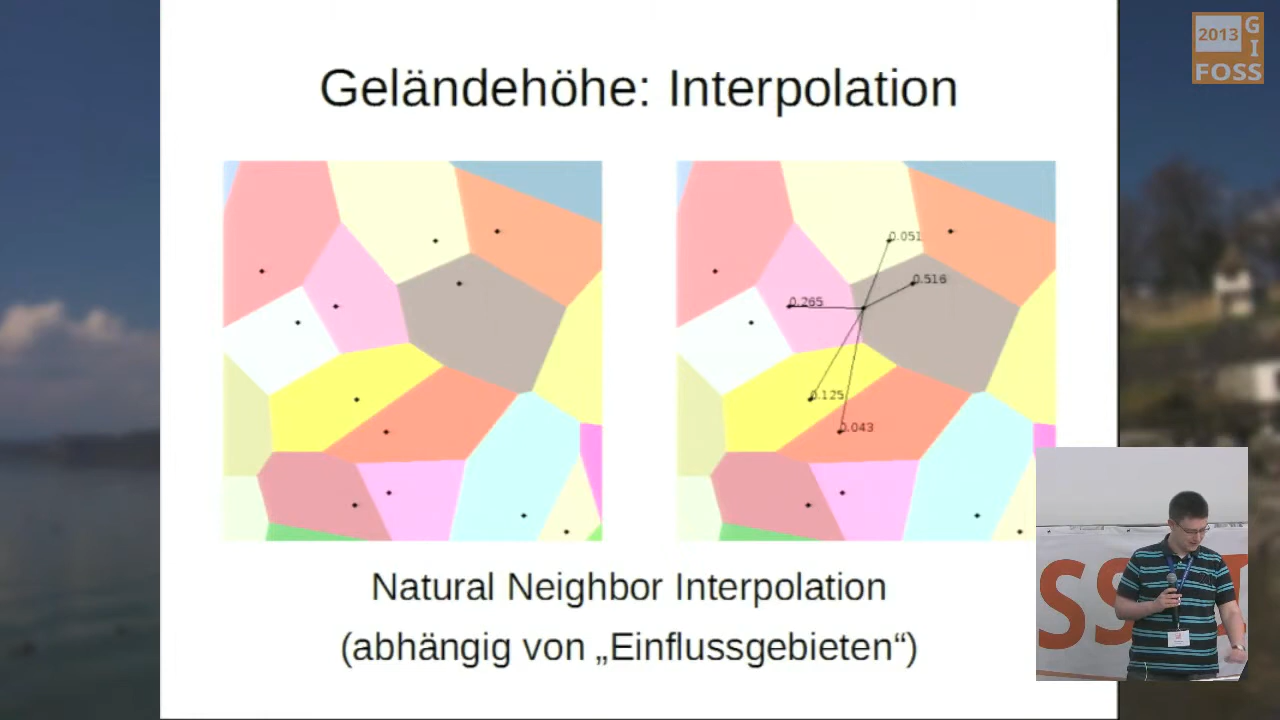 2013
G
I
FOSS
Geländehöhe: Interpolation
0.051
0.516
0.265
0.125
0.043
SS
Natural Neighbor Interpolation
(abhängig von „Einflussgebieten“)